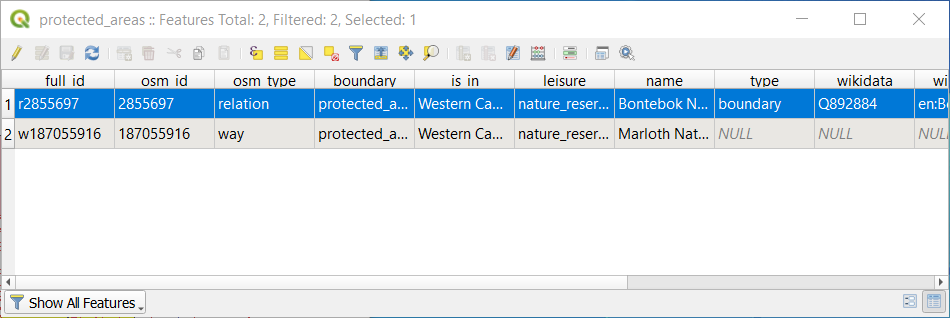 protected_areas :: Features Total: 2, Filtered: 2, Selected: 1
full_id osm_id osm_type boundary is_in leisure name type wikidata wi
1 r2855697 2855697 relation protected_a... Western Ca... nature_reser... Bontebok N... boundary Q892884 en:Bo
2 w187055916 187055916 way protected_a... Western Ca... nature_reser... Marloth Nat... NULL NULL NULL
Show All Features